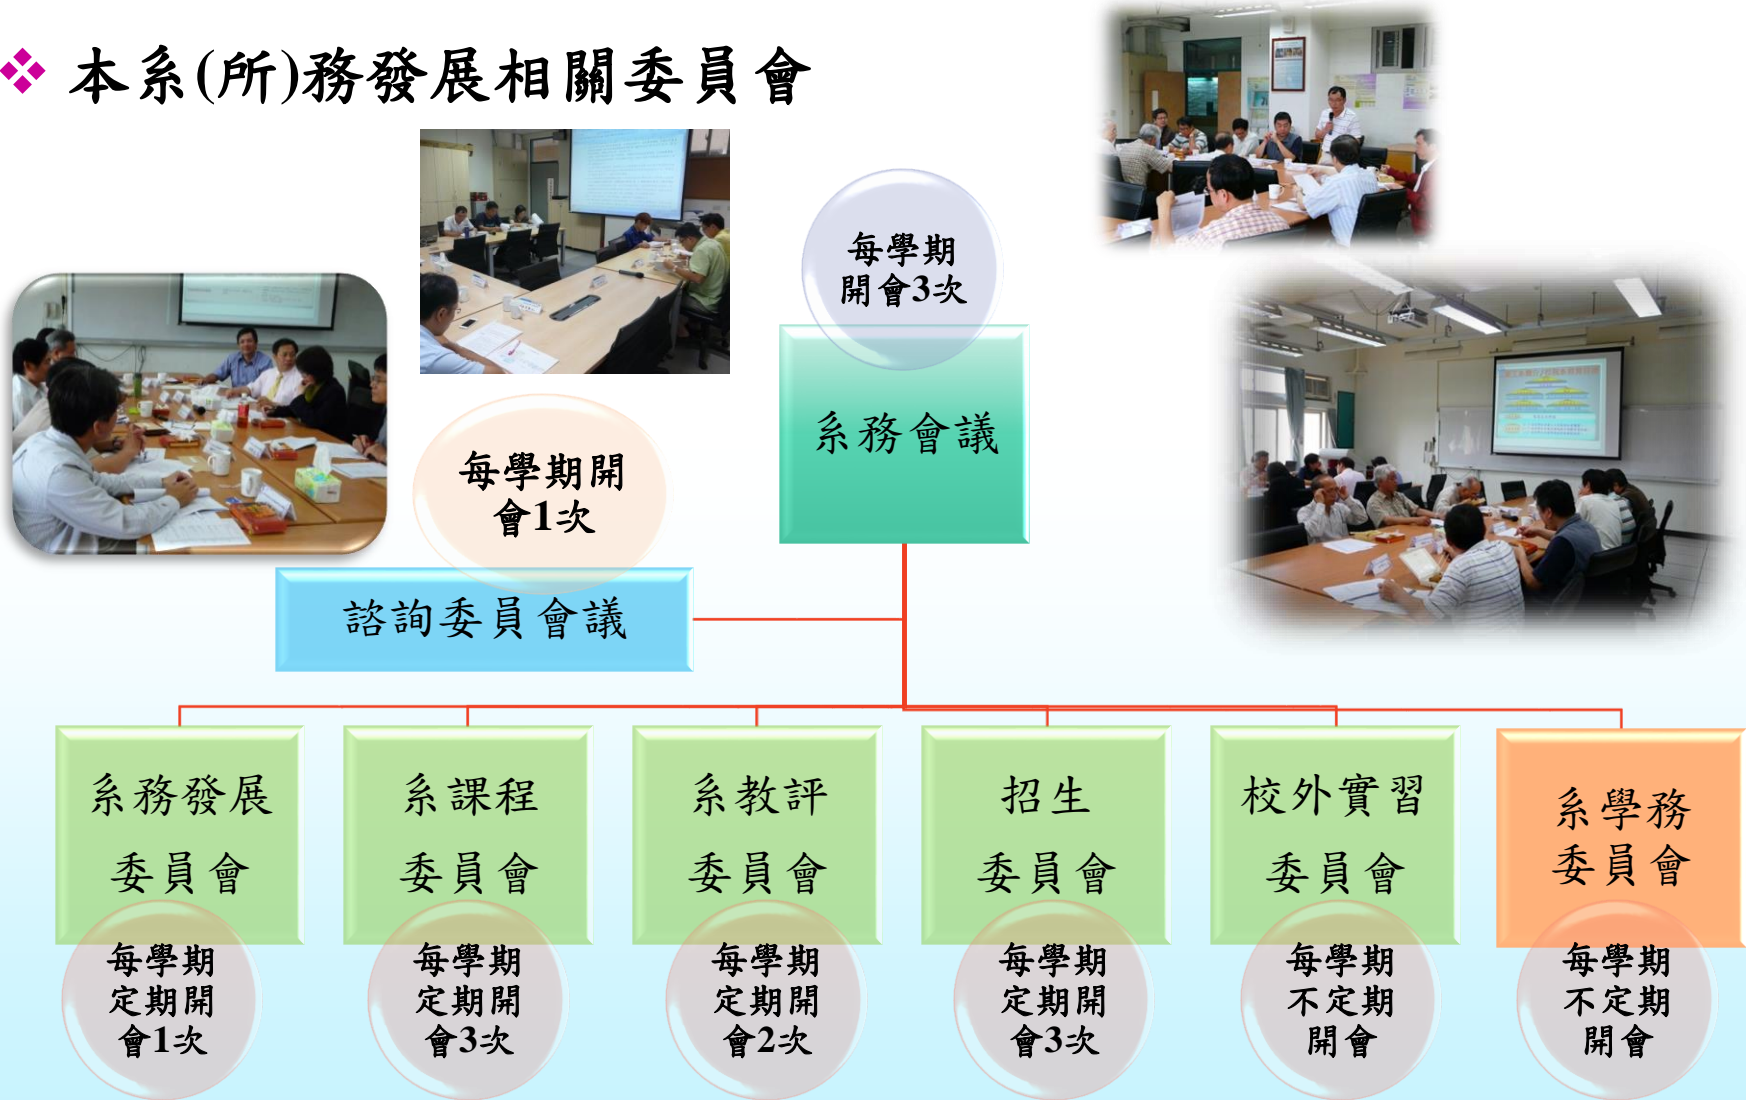 本系(所)務發展相關委員會
每學期
開會3次
系務會議
每學期開
會1次
諮詢委員會議
系務發展
委員會
每學期
定期開
會1次
系課程
委員會
每學期
定期開
會3次
系教評
委員會
每學期
定期開
會2次
招生
委員會
每學期
定期開
會3次
校外實習
委員會
每學期
不定期
開會
系學務
委員會
每學期
不定期
開會